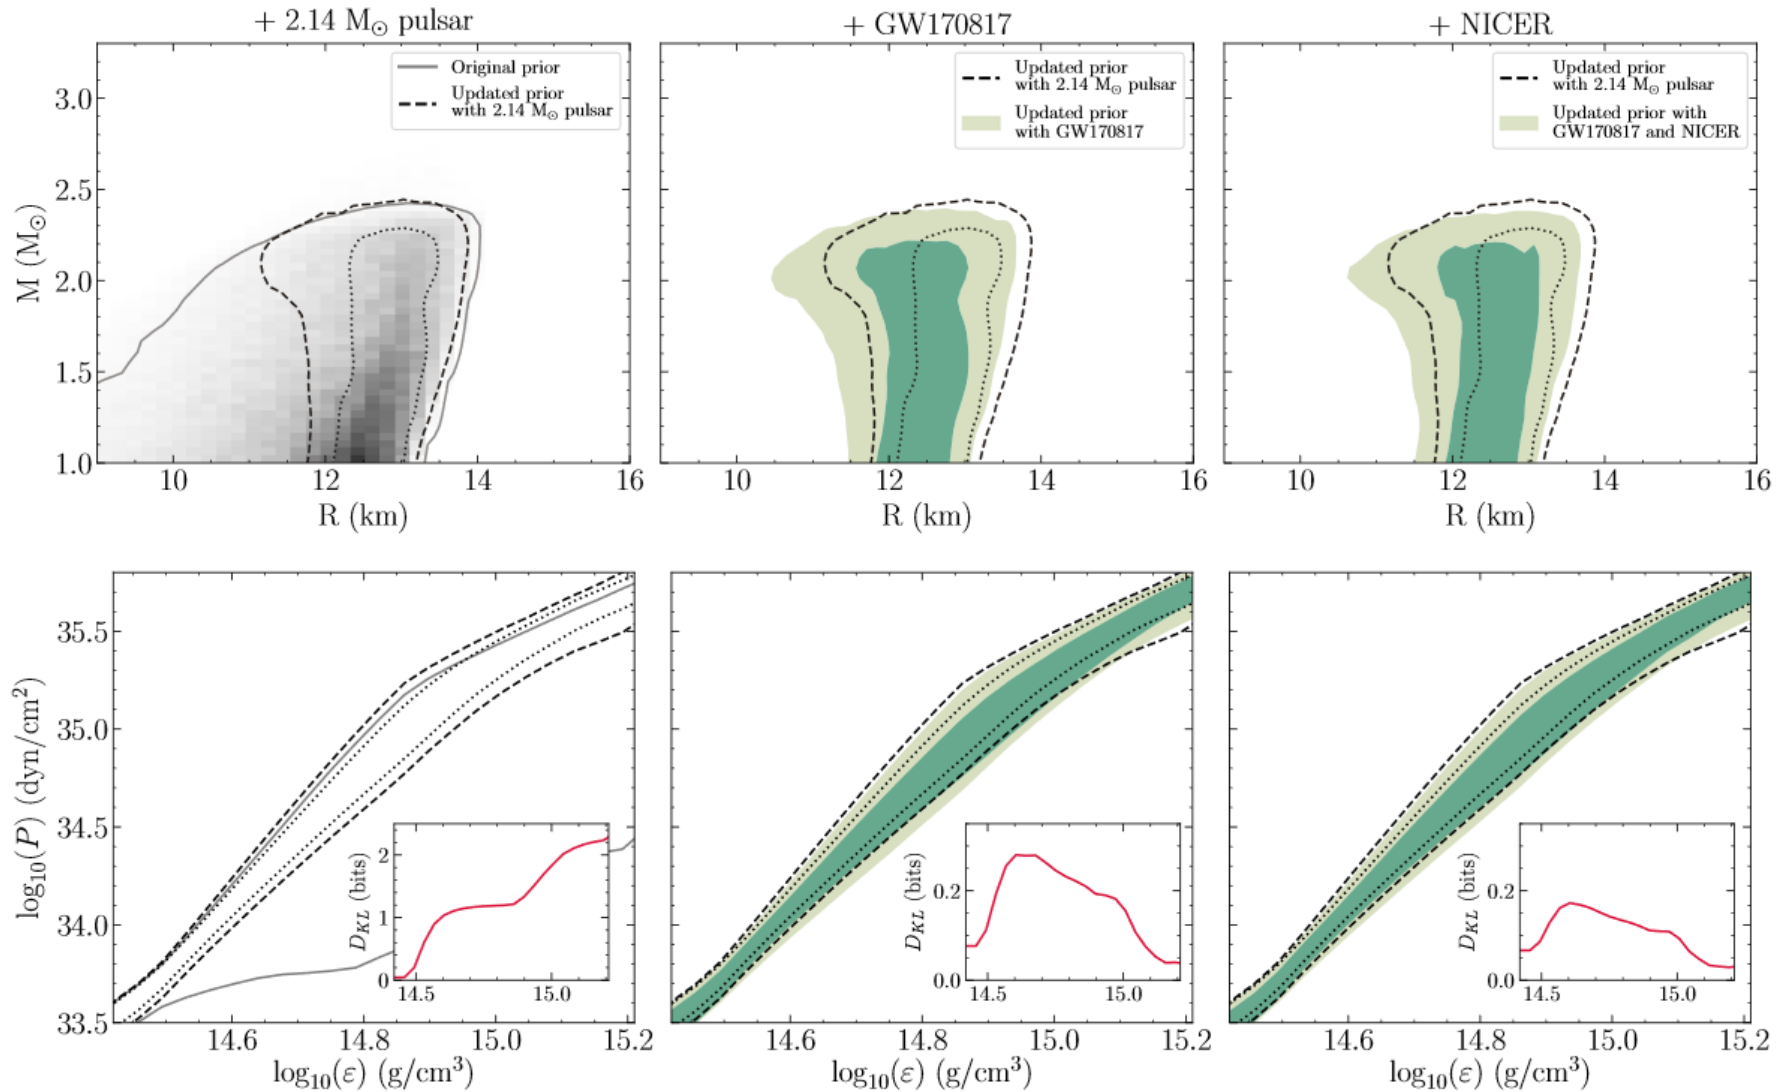 + 2.14 M☉ pulsar
+ GW170817
+ NICER
Original prior
Updated prior
with 2.14 M☉ pulsar
Updated prior
with 2.14 M☉ pulsar
Updated prior
with GW170817
Updated prior
with 2.14 M☉ pulsar
Updated prior with
GW170817 and NICER
M (M☉)
3.0
2.5
2.0
1.5
1.0
10 12 14 16
10 12 14 16
10 12 14 16
R (km)
R (km)
R (km)
log₁₀(P) (dyn/cm²)
35.5
35.0
34.5
34.0
33.5
D_KL (bits)
2
1
0
14.5 15.0
D_KL (bits)
0.2
0.0
14.5 15.0
D_KL (bits)
0.2
0.0
14.5 15.0
14.6 14.8 15.0 15.2
14.6 14.8 15.0 15.2
14.6 14.8 15.0 15.2
log₁₀(ε) (g/cm³)
log₁₀(ε) (g/cm³)
log₁₀(ε) (g/cm³)